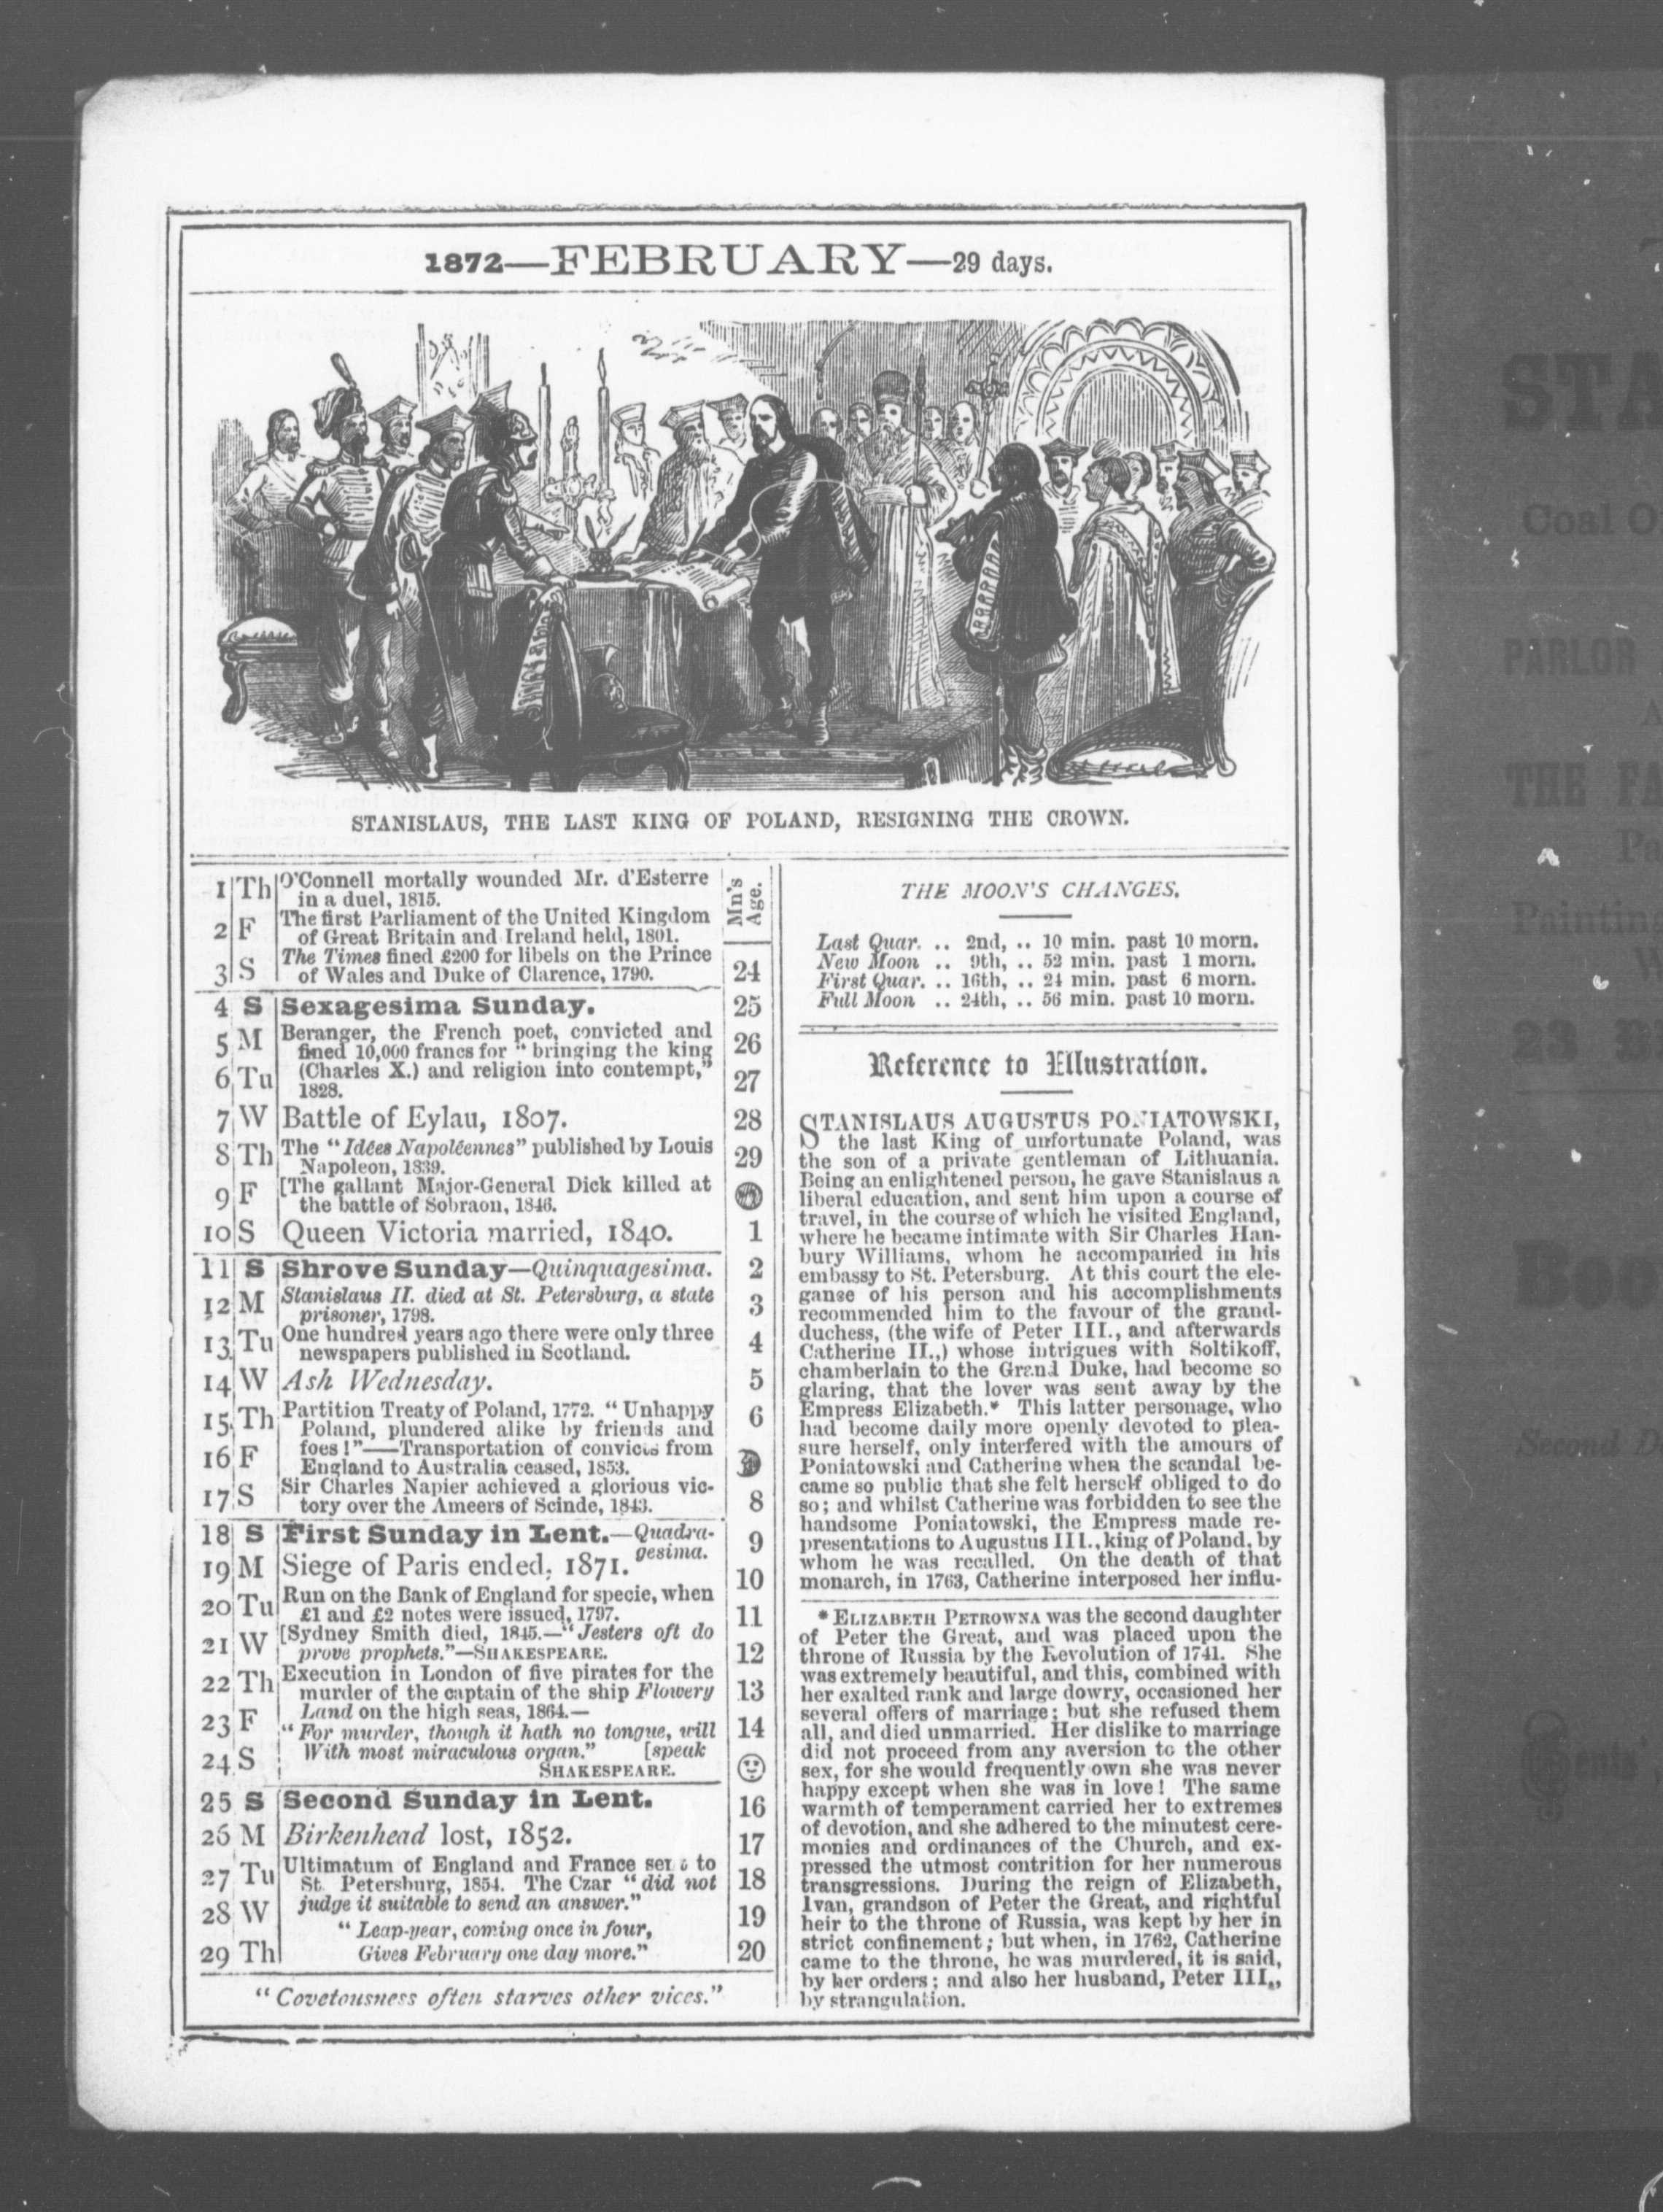 1872—FEBRUARY—29 days.
STANISLAUS, THE LAST KING OF POLAND, RESIGNING THE CROWN.
Mn's Age.
1 Th O'Connell mortally wounded Mr. d'Esterre
in a duel, 1815.
2 F The first Parliament of the United Kingdom
of Great Britain and Ireland held, 1801.
The Times fined £200 for libels on the Prince
3 S of Wales and Duke of Clarence, 1790. 24
4 S Sexagesima Sunday. 25
5 M Beranger, the French poet, convicted and
fined 10,000 francs for "bringing the king 26
6 Tu (Charles X.) and religion into contempt," 27
1828.
7 W Battle of Eylau, 1807. 28
8 Th The "Idées Napoléennes" published by Louis
Napoleon, 1839. 29
9 F [The gallant Major-General Dick killed at
the battle of Sobraon, 1846.
10 S Queen Victoria married, 1840. 1
11 S Shrove Sunday—Quinquagesima. 2
12 M Stanislaus II. died at St. Petersburg, a state
prisoner, 1798. 3
13 Tu One hundred years ago there were only three
newspapers published in Scotland. 4
14 W Ash Wednesday. 5
15 Th Partition Treaty of Poland, 1772. "Unhappy
Poland, plundered alike by friends and 6
16 F foes!"—Transportation of convicts from
England to Australia ceased, 1853.
17 S Sir Charles Napier achieved a glorious vic-
tory over the Ameers of Scinde, 1843. 8
18 S First Sunday in Lent.—Quadra-
gesima. 9
19 M Siege of Paris ended, 1871. 10
20 Tu Run on the Bank of England for specie, when
£1 and £2 notes were issued, 1797. 11
21 W [Sydney Smith died, 1845.—"Jesters oft do
prove prophets."—SHAKESPEARE. 12
22 Th Execution in London of five pirates for the
murder of the captain of the ship Flowery 13
23 F Land on the high seas, 1864.—
"For murder, though it hath no tongue, will 14
24 S With most miraculous organ." [speak
SHAKESPEARE.
25 S Second Sunday in Lent. 16
26 M Birkenhead lost, 1852. 17
27 Tu Ultimatum of England and France sent to
St. Petersburg, 1854. The Czar "did not 18
28 W judge it suitable to send an answer."
"Leap-year, coming once in four, 19
29 Th Gives February one day more." 20
"Covetousness often starves other vices."
THE MOON'S CHANGES.
Last Quar. .. 2nd, .. 10 min. past 10 morn.
New Moon .. 9th, .. 52 min. past 1 morn.
First Quar. .. 16th, .. 24 min. past 6 morn.
Full Moon .. 24th, .. 56 min. past 10 morn.
Reference to Illustration.
STANISLAUS AUGUSTUS PONIATOWSKI,
the last King of unfortunate Poland, was
the son of a private gentleman of Lithuania.
Being an enlightened person, he gave Stanislaus a
liberal education, and sent him upon a course of
travel, in the course of which he visited England,
where he became intimate with Sir Charles Han-
bury Williams, whom he accompanied in his
embassy to St. Petersburg. At this court the ele-
ganse of his person and his accomplishments
recommended him to the favour of the grand-
duchess, (the wife of Peter III., and afterwards
Catherine II.,) whose intrigues with Soltikoff,
chamberlain to the Grand Duke, had become so
glaring, that the lover was sent away by the
Empress Elizabeth.* This latter personage, who
had become daily more openly devoted to plea-
sure herself, only interfered with the amours of
Poniatowski and Catherine when the scandal be-
came so public that she felt herself obliged to do
so; and whilst Catherine was forbidden to see the
handsome Poniatowski, the Empress made re-
presentations to Augustus III., king of Poland, by
whom he was recalled. On the death of that
monarch, in 1763, Catherine interposed her influ-
* ELIZABETH PETROWNA was the second daughter
of Peter the Great, and was placed upon the
throne of Russia by the Revolution of 1741. She
was extremely beautiful, and this, combined with
her exalted rank and large dowry, occasioned her
several offers of marriage; but she refused them
all, and died unmarried. Her dislike to marriage
did not proceed from any aversion to the other
sex, for she would frequently own she was never
happy except when she was in love! The same
warmth of temperament carried her to extremes
of devotion, and she adhered to the minutest cere-
monies and ordinances of the Church, and ex-
pressed the utmost contrition for her numerous
transgressions. During the reign of Elizabeth,
Ivan, grandson of Peter the Great, and rightful
heir to the throne of Russia, was kept by her in
strict confinement; but when, in 1762, Catherine
came to the throne, he was murdered, it is said,
by her orders; and also her husband, Peter III.,
by strangulation.
STA
Coal O
PARLOR
THE FA
Pa
Painting
W
23
Bou
Second D
Gents'